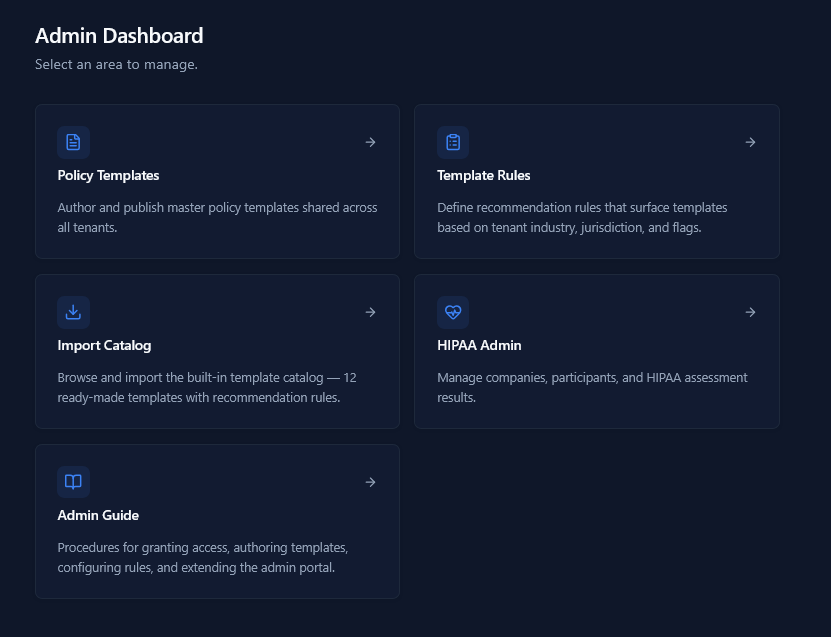 Admin Dashboard
Select an area to manage.
Policy Templates
Author and publish master policy templates shared across
all tenants.
Template Rules
Define recommendation rules that surface templates
based on tenant industry, jurisdiction, and flags.
Import Catalog
Browse and import the built-in template catalog — 12
ready-made templates with recommendation rules.
HIPAA Admin
Manage companies, participants, and HIPAA assessment
results.
Admin Guide
Procedures for granting access, authoring templates,
configuring rules, and extending the admin portal.